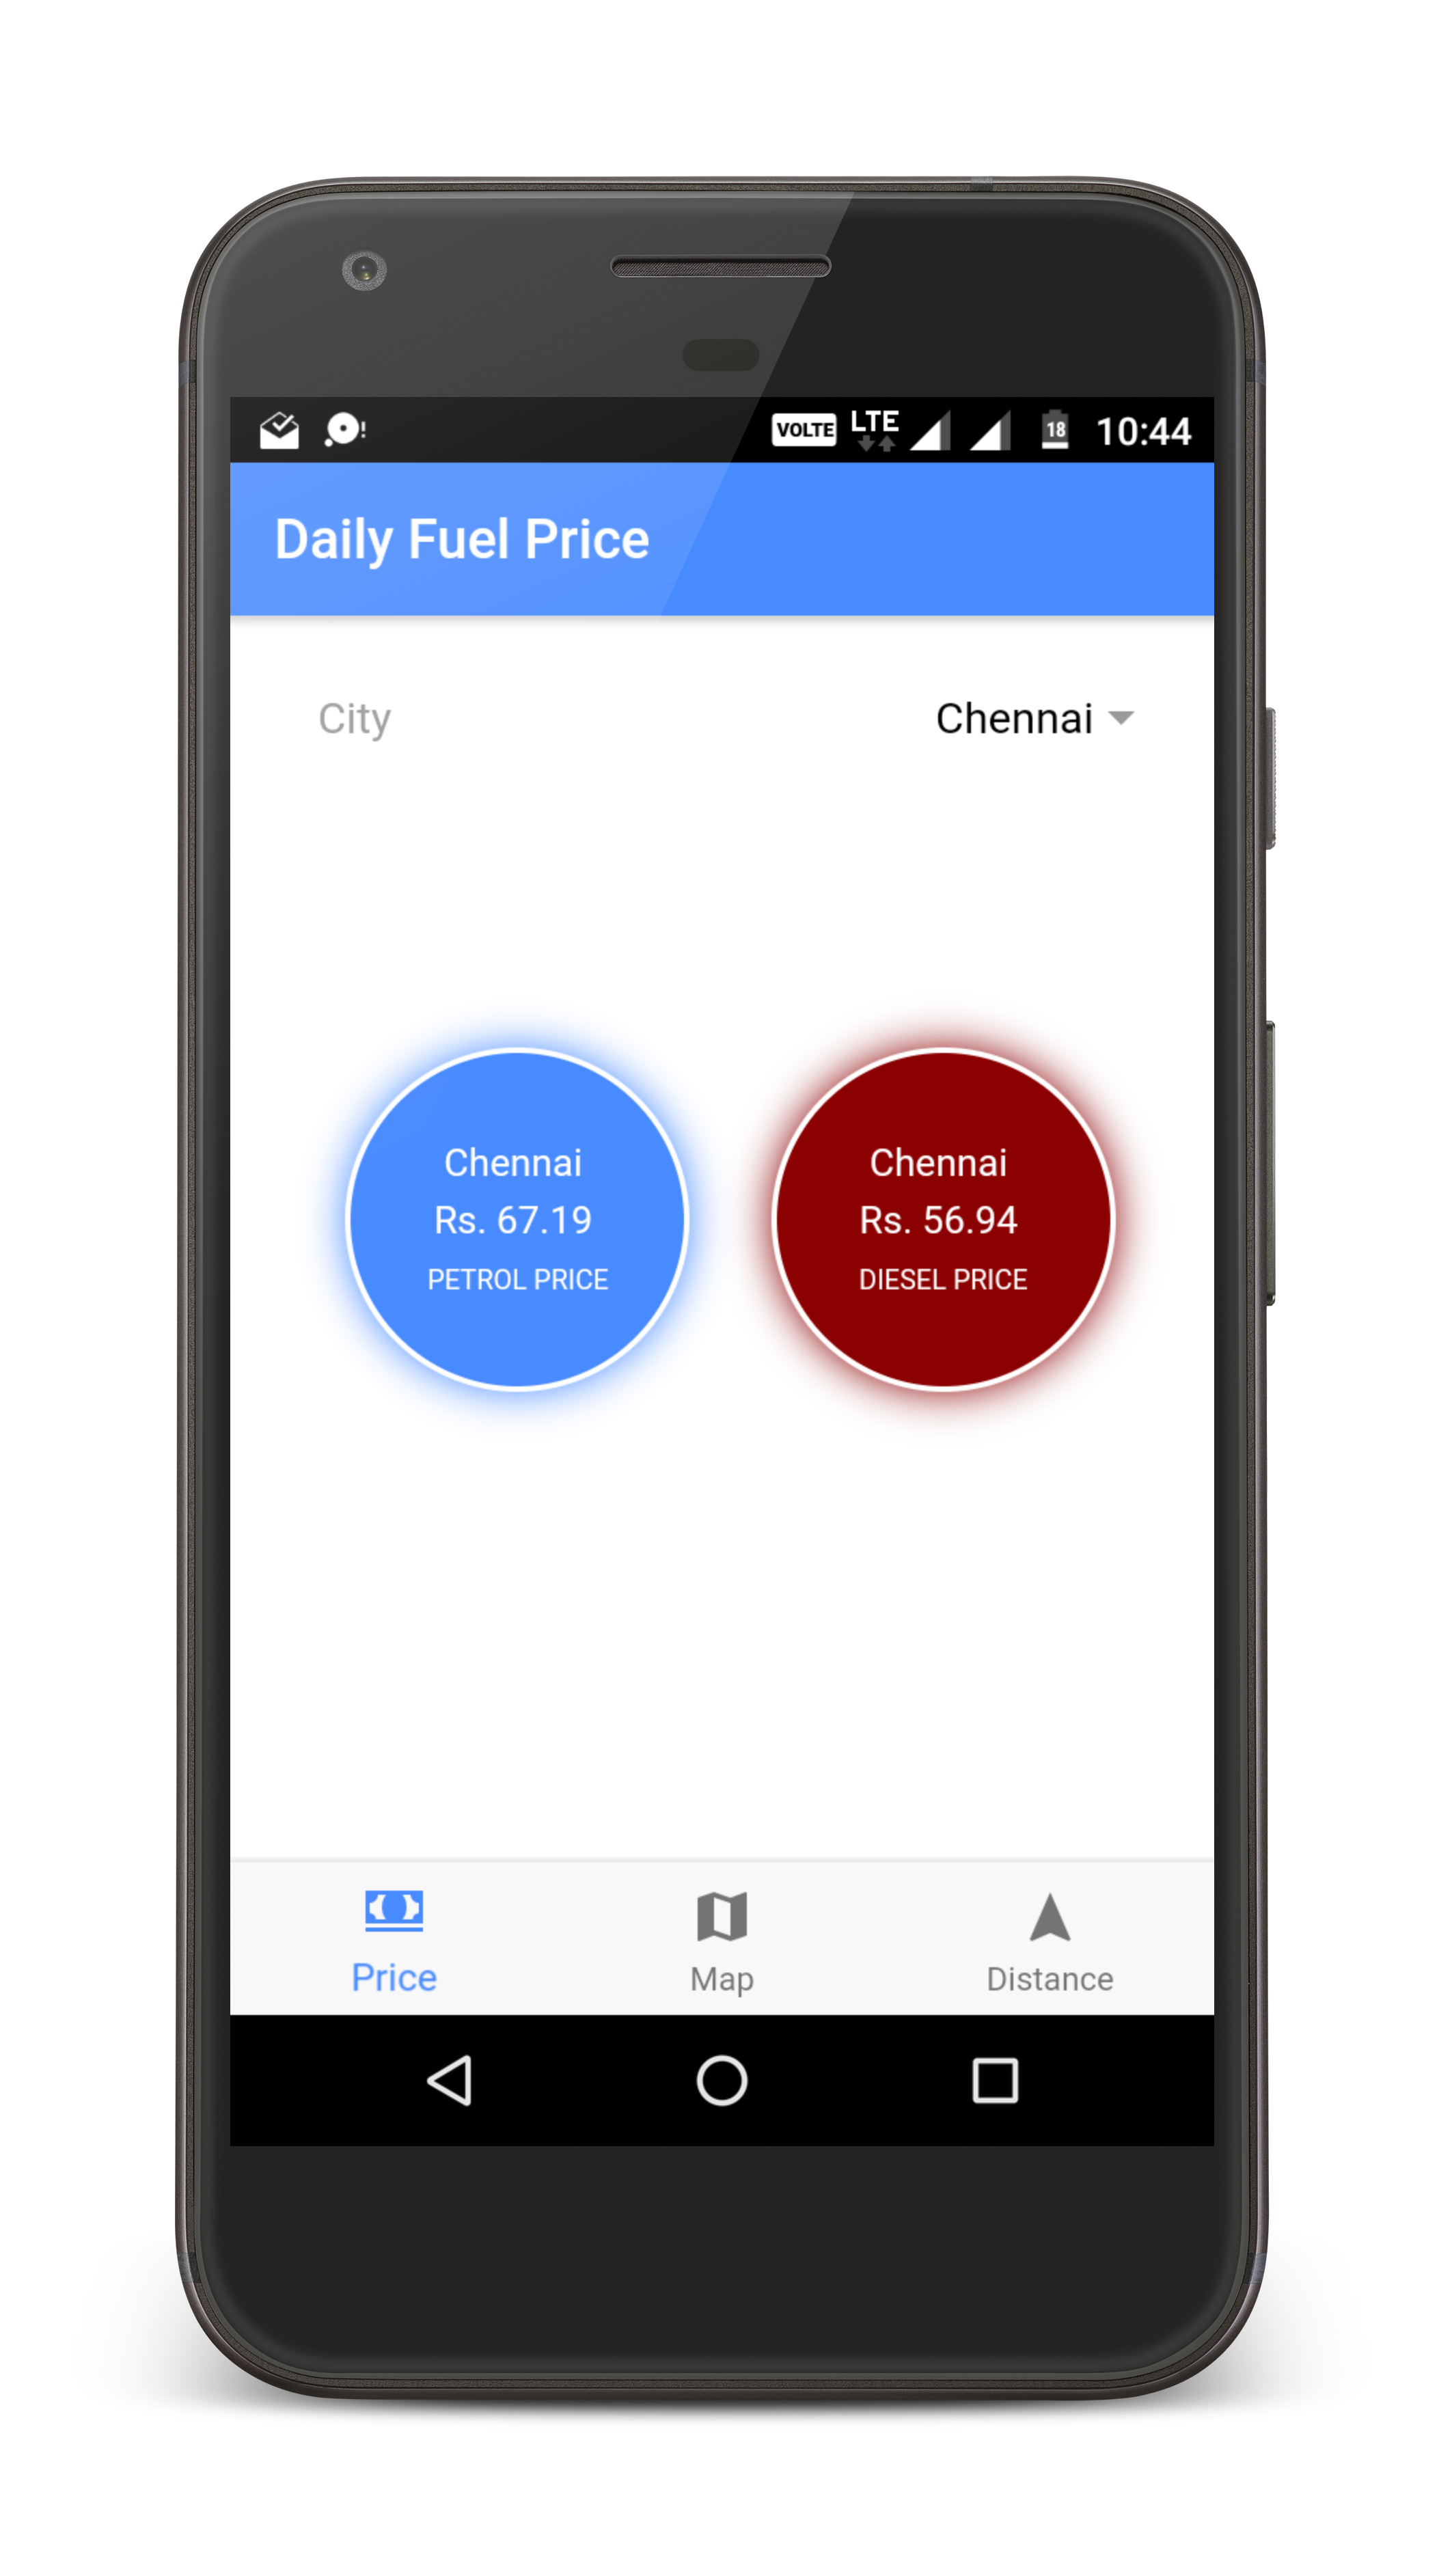 VOLTE LTE 18 10:44
Daily Fuel Price
City Chennai
Chennai Chennai
Rs. 67.19 Rs. 56.94
PETROL PRICE DIESEL PRICE
Price Map Distance